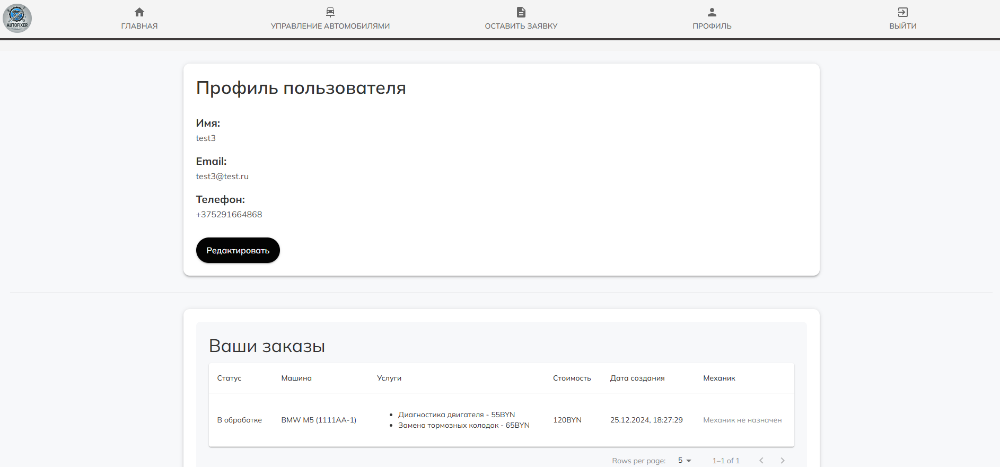 AUTOFIXER
ГЛАВНАЯ
УПРАВЛЕНИЕ АВТОМОБИЛЯМИ
ОСТАВИТЬ ЗАЯВКУ
ПРОФИЛЬ
ВЫЙТИ
Профиль пользователя
Имя:
test3
Email:
test3@test.ru
Телефон:
+375291664868
Редактировать
Ваши заказы
Статус Машина Услуги Стоимость Дата создания Механик
В обработке BMW M5 (1111AA-1) • Диагностика двигателя - 55BYN 120BYN 25.12.2024, 18:27:29 Механик не назначен
• Замена тормозных колодок - 65BYN
Rows per page: 5 1–1 of 1